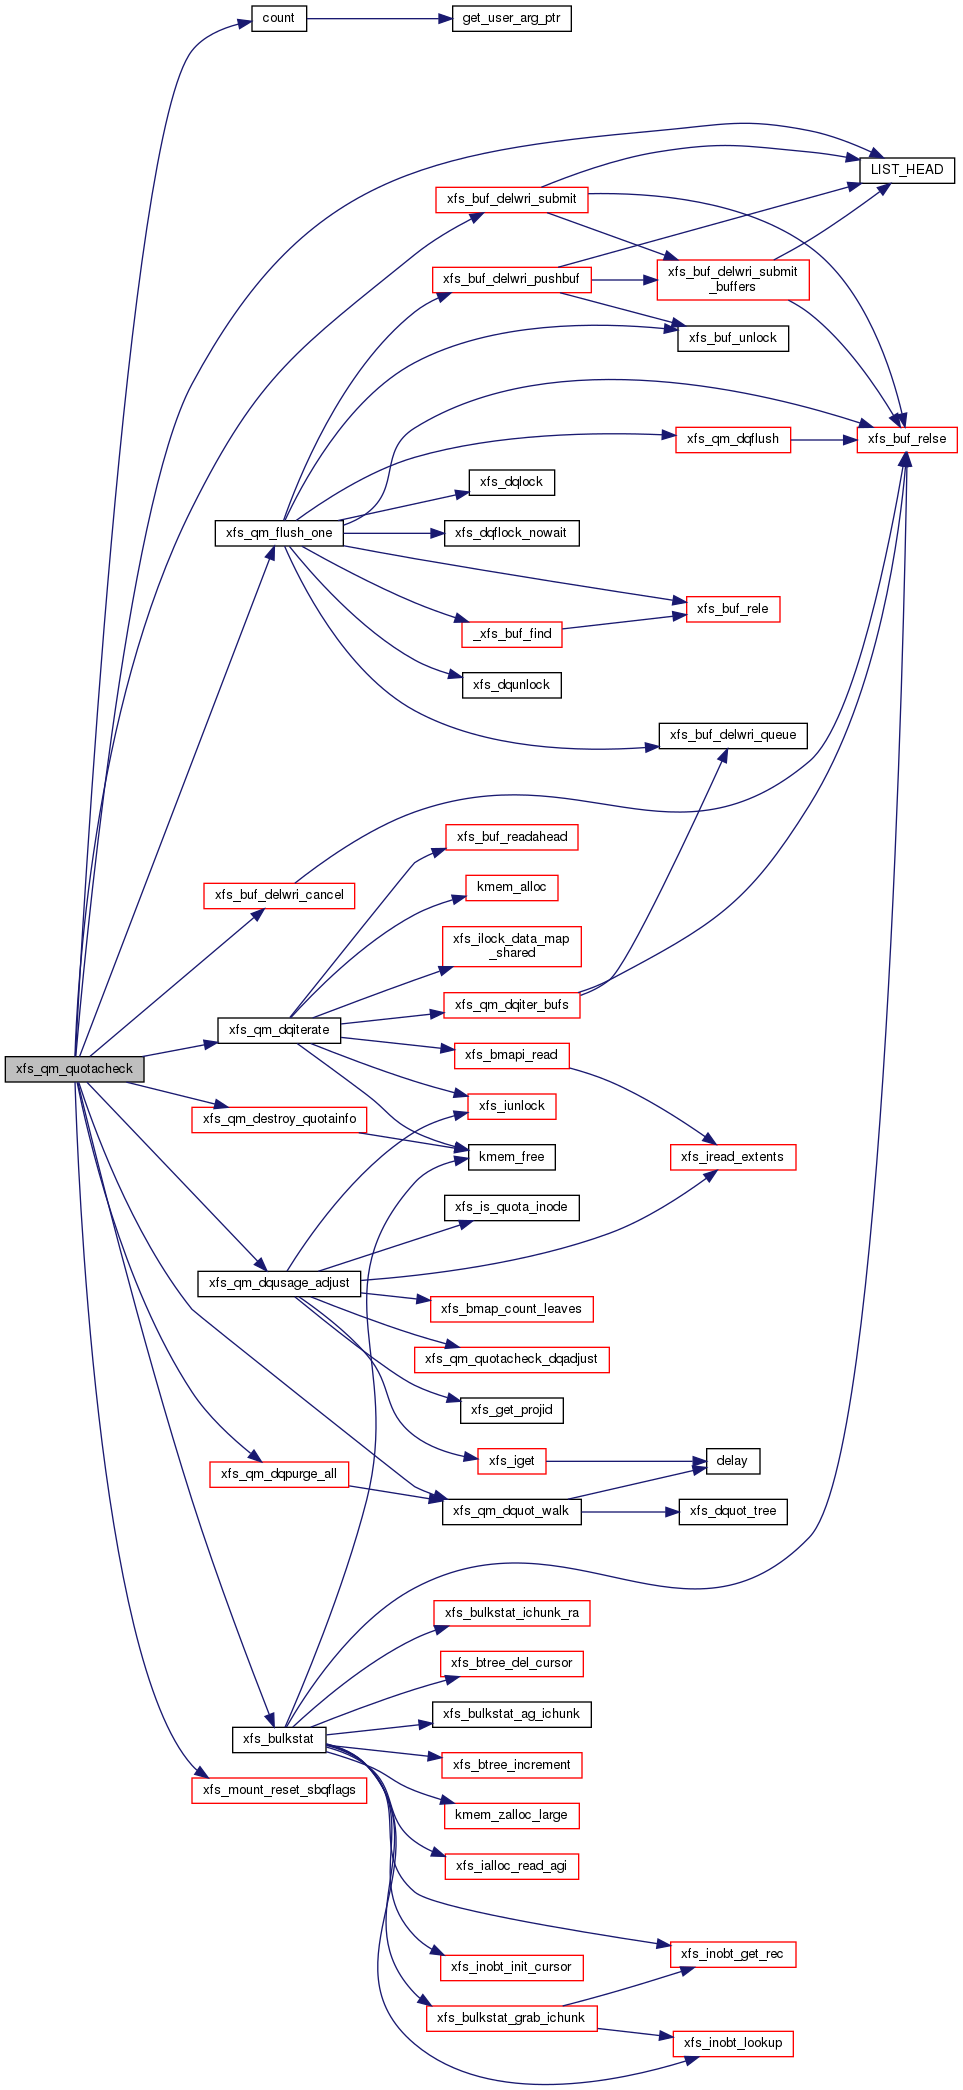 count
get_user_arg_ptr
LIST_HEAD
xfs_buf_delwri_submit
xfs_buf_delwri_pushbuf
xfs_buf_delwri_submit
_buffers
xfs_buf_unlock
xfs_qm_dqflush
xfs_buf_relse
xfs_dqlock
xfs_qm_flush_one
xfs_dqflock_nowait
xfs_buf_rele
_xfs_buf_find
xfs_dqunlock
xfs_buf_delwri_queue
xfs_buf_readahead
xfs_buf_delwri_cancel
kmem_alloc
xfs_ilock_data_map
_shared
xfs_qm_dqiter_bufs
xfs_qm_dqiterate
xfs_bmapi_read
xfs_qm_quotacheck
xfs_iunlock
xfs_qm_destroy_quotainfo
kmem_free
xfs_iread_extents
xfs_is_quota_inode
xfs_qm_dqusage_adjust
xfs_bmap_count_leaves
xfs_qm_quotacheck_dqadjust
xfs_get_projid
xfs_iget
delay
xfs_qm_dqpurge_all
xfs_qm_dquot_walk
xfs_dquot_tree
xfs_bulkstat_ichunk_ra
xfs_btree_del_cursor
xfs_bulkstat_ag_ichunk
xfs_bulkstat
xfs_btree_increment
xfs_mount_reset_sbqflags
kmem_zalloc_large
xfs_ialloc_read_agi
xfs_inobt_get_rec
xfs_inobt_init_cursor
xfs_bulkstat_grab_ichunk
xfs_inobt_lookup